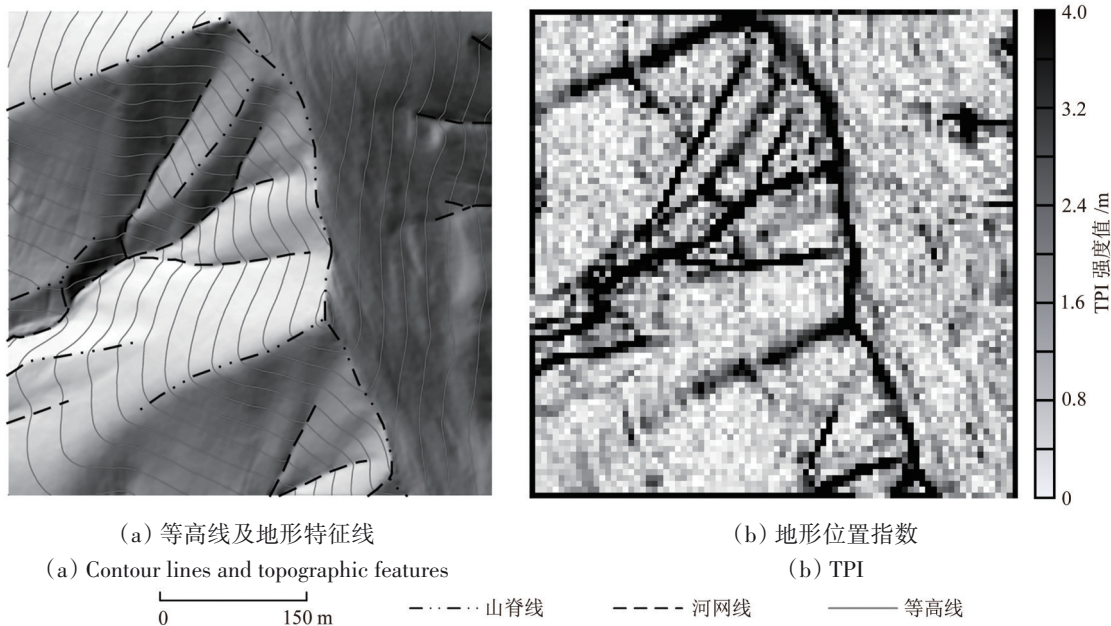 4.0
3.2
2.4
1.6
0.8
0
TPI 强度值 /m
(a) 等高线及地形特征线
(b) 地形位置指数
(a) Contour lines and topographic features
(b) TPI
0 150 m
山脊线
河网线
等高线